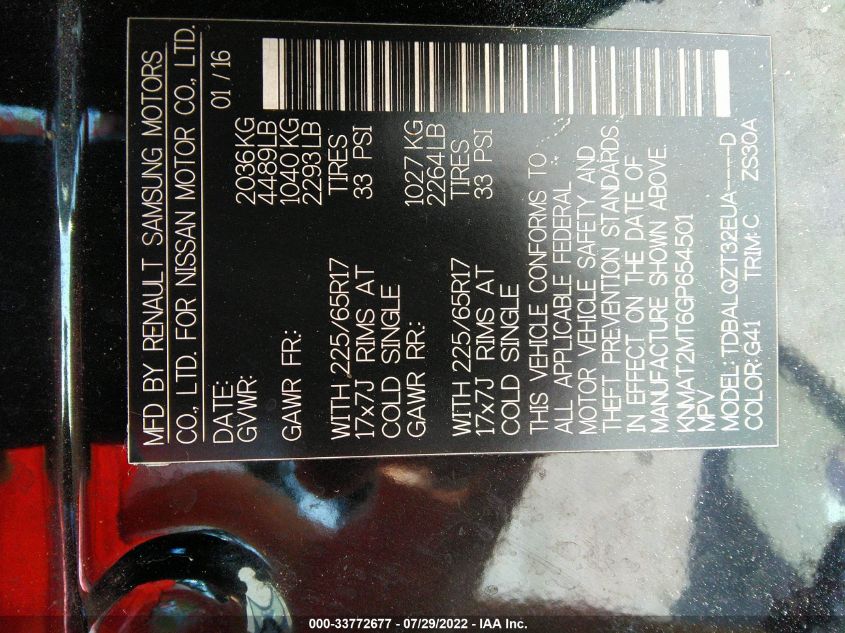 MFD BY RENAULT SAMSUNG MOTORS
CO., LTD. FOR NISSAN MOTOR CO., LTD.
DATE: 01 / 16
GVWR: 2036KG
4489LB
GAWR FR: 1040KG
2293LB
WITH 225/65R17 TIRES
17x7J RIMS AT 33 PSI
COLD SINGLE
GAWR RR: 1027 KG
2264LB
WITH 225/65R17 TIRES
17x7J RIMS AT 33 PSI
COLD SINGLE
THIS VEHICLE CONFORMS TO
ALL APPLICABLE FEDERAL
MOTOR VEHICLE SAFETY AND
THEFT PREVENTION STANDARDS
IN EFFECT ON THE DATE OF
MANUFACTURE SHOWN ABOVE.
KNMAT2MT6GP654501
MPV
MODEL: TDBALQZT32EUA----D
COLOR: G41 TRIM: C ZS30A
000-33772677 - 07/29/2022 - IAA Inc.